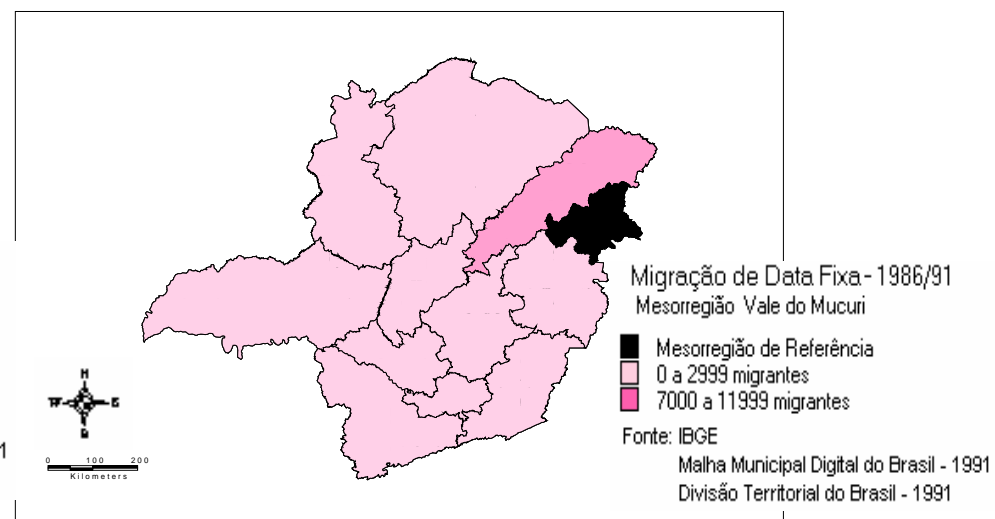 Migração de Data Fixa - 1986/91
Mesorregião Vale do Mucuri
Mesorregião de Referência
0 a 2999 migrantes
7000 a 11999 migrantes
Fonte: IBGE
Malha Municipal Digital do Brasil - 1991
Divisão Territorial do Brasil - 1991
W E
1
0 100 200
Kilometers